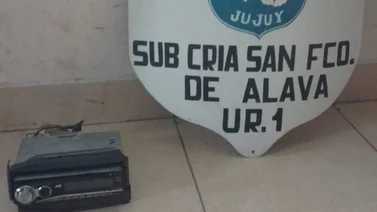 JUJUY
SUB CRIA SAN FCO.
DE ALAVA
UR.1